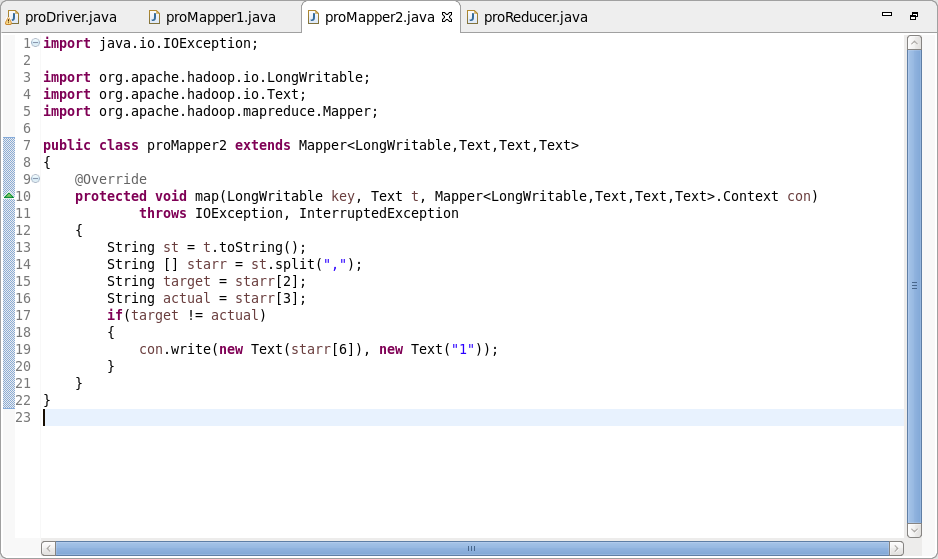 proDriver.java proMapper1.java proMapper2.java proReducer.java
1 import java.io.IOException;
2
3 import org.apache.hadoop.io.LongWritable;
4 import org.apache.hadoop.io.Text;
5 import org.apache.hadoop.mapreduce.Mapper;
6
7 public class proMapper2 extends Mapper<LongWritable,Text,Text,Text>
8 {
9     @Override
10     protected void map(LongWritable key, Text t, Mapper<LongWritable,Text,Text,Text>.Context con)
11             throws IOException, InterruptedException
12     {
13         String st = t.toString();
14         String [] starr = st.split(",");
15         String target = starr[2];
16         String actual = starr[3];
17         if(target != actual)
18         {
19             con.write(new Text(starr[6]), new Text("1"));
20         }
21     }
22 }
23